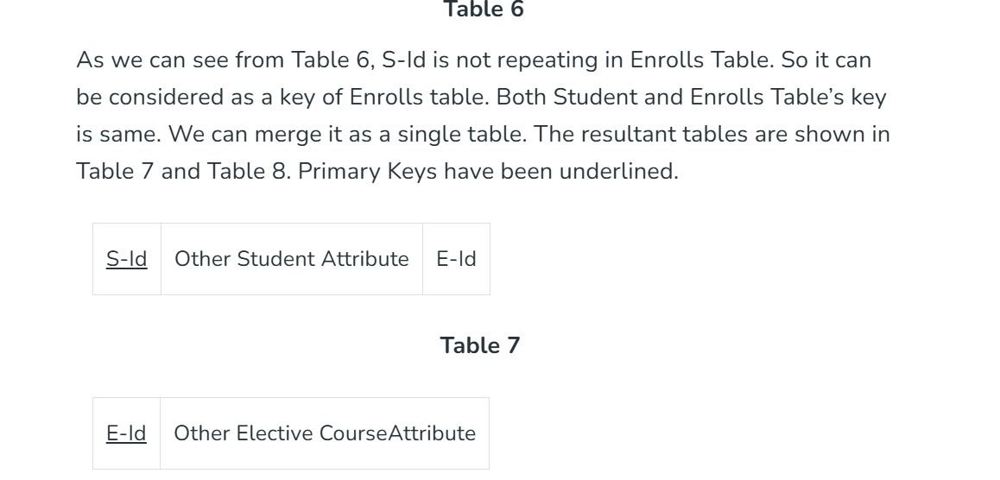 Table 6
As we can see from Table 6, S-Id is not repeating in Enrolls Table. So it can
be considered as a key of Enrolls table. Both Student and Enrolls Table’s key
is same. We can merge it as a single table. The resultant tables are shown in
Table 7 and Table 8. Primary Keys have been underlined.
S-Id Other Student Attribute E-Id
Table 7
E-Id Other Elective CourseAttribute